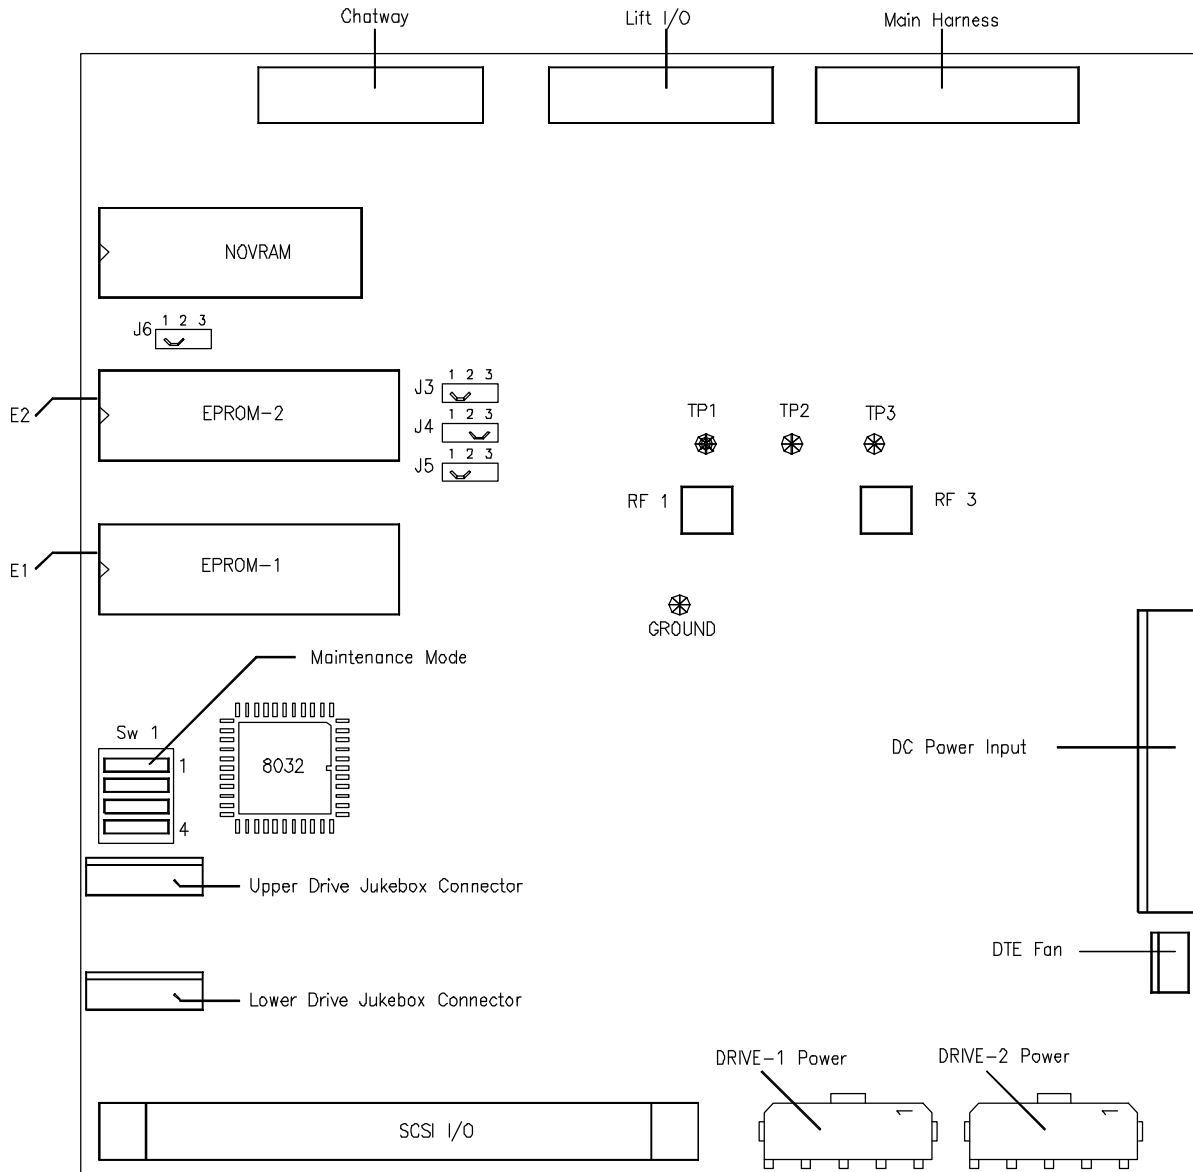 Chatway
Lift I/O
Main Harness
NOVRAM
J6
1 2 3
E2
EPROM-2
J3
1 2 3
J4
1 2 3
J5
1 2 3
TP1
TP2
TP3
RF 1
RF 3
E1
EPROM-1
GROUND
Maintenance Mode
Sw 1
1
4
8032
DC Power Input
Upper Drive Jukebox Connector
DTE Fan
Lower Drive Jukebox Connector
DRIVE-1 Power
DRIVE-2 Power
SCSI I/O
1
1